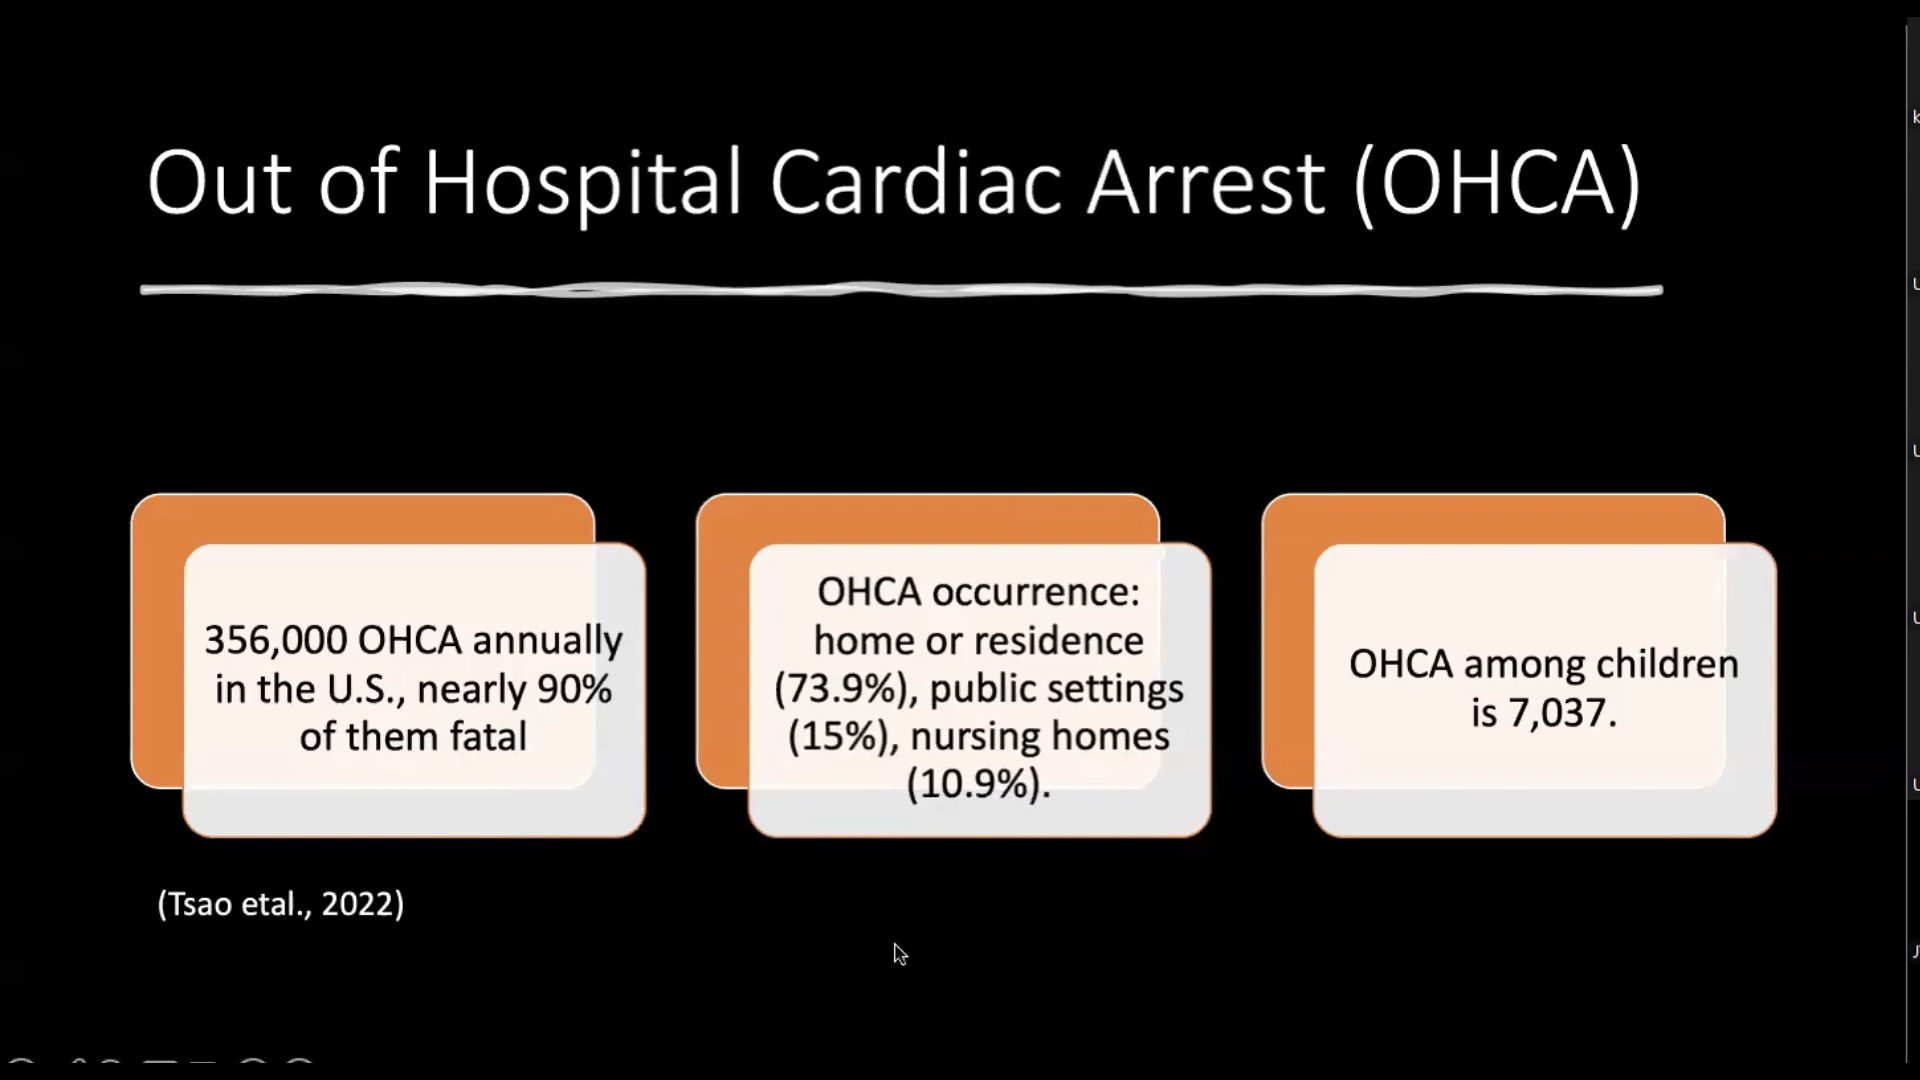 Out of Hospital Cardiac Arrest (OHCA)
356,000 OHCA annually
in the U.S., nearly 90%
of them fatal
OHCA occurrence:
home or residence
(73.9%), public settings
(15%), nursing homes
(10.9%).
OHCA among children
is 7,037.
(Tsao etal., 2022)